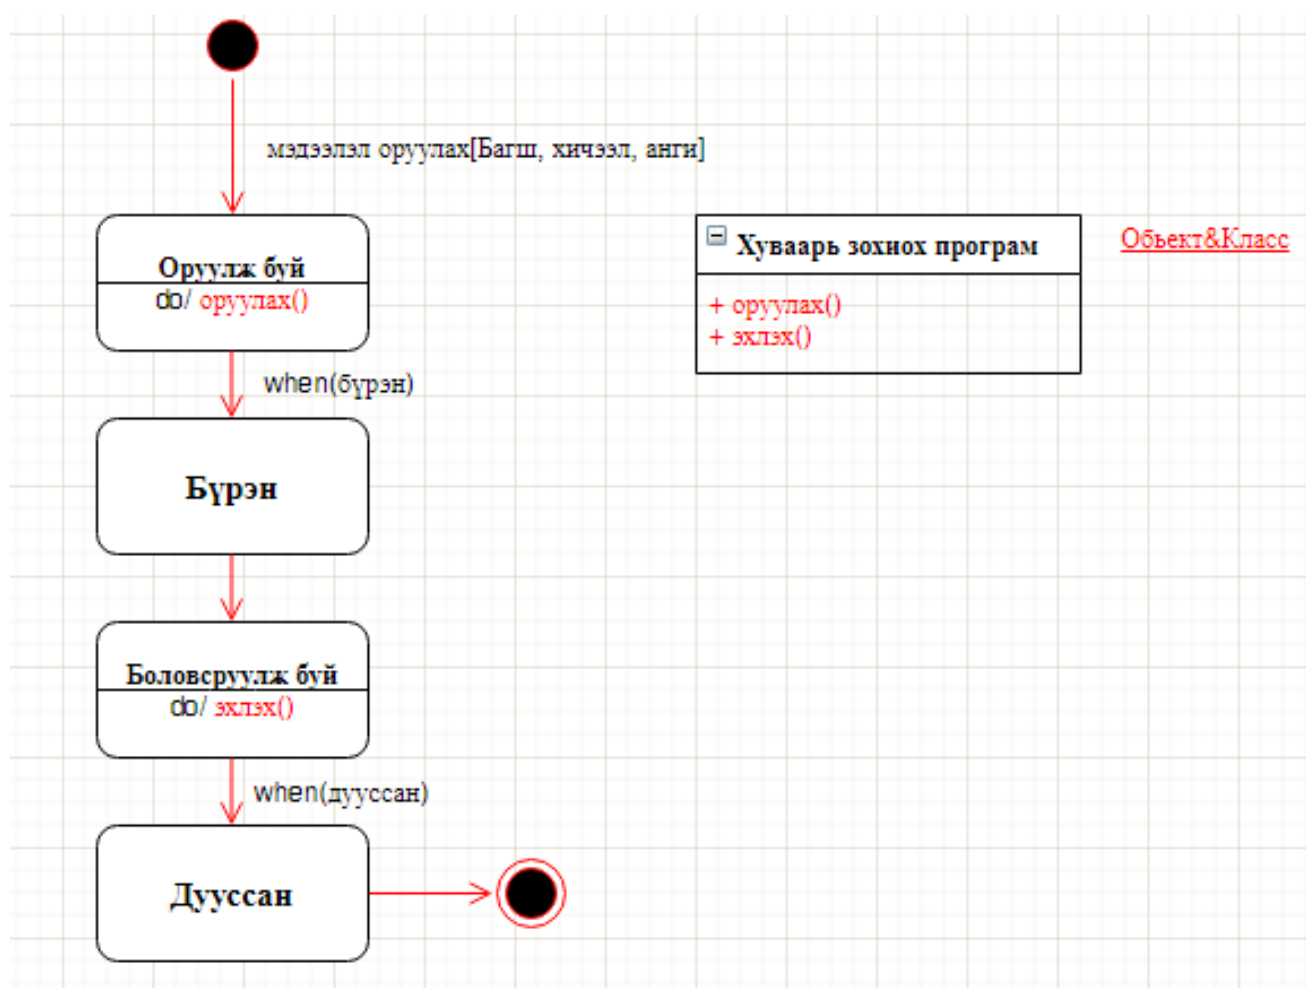 мэдээлэл оруулах[Багш, хичээл, анги]
Оруулж буй
do/ оруулах()
when(бүрэн)
Бүрэн
Боловсруулж буй
do/ эхлэх()
when(дууссан)
Дууссан
Хуваарь зохиох програм
+ оруулах()
+ эхлэх()
Обьект&Класс